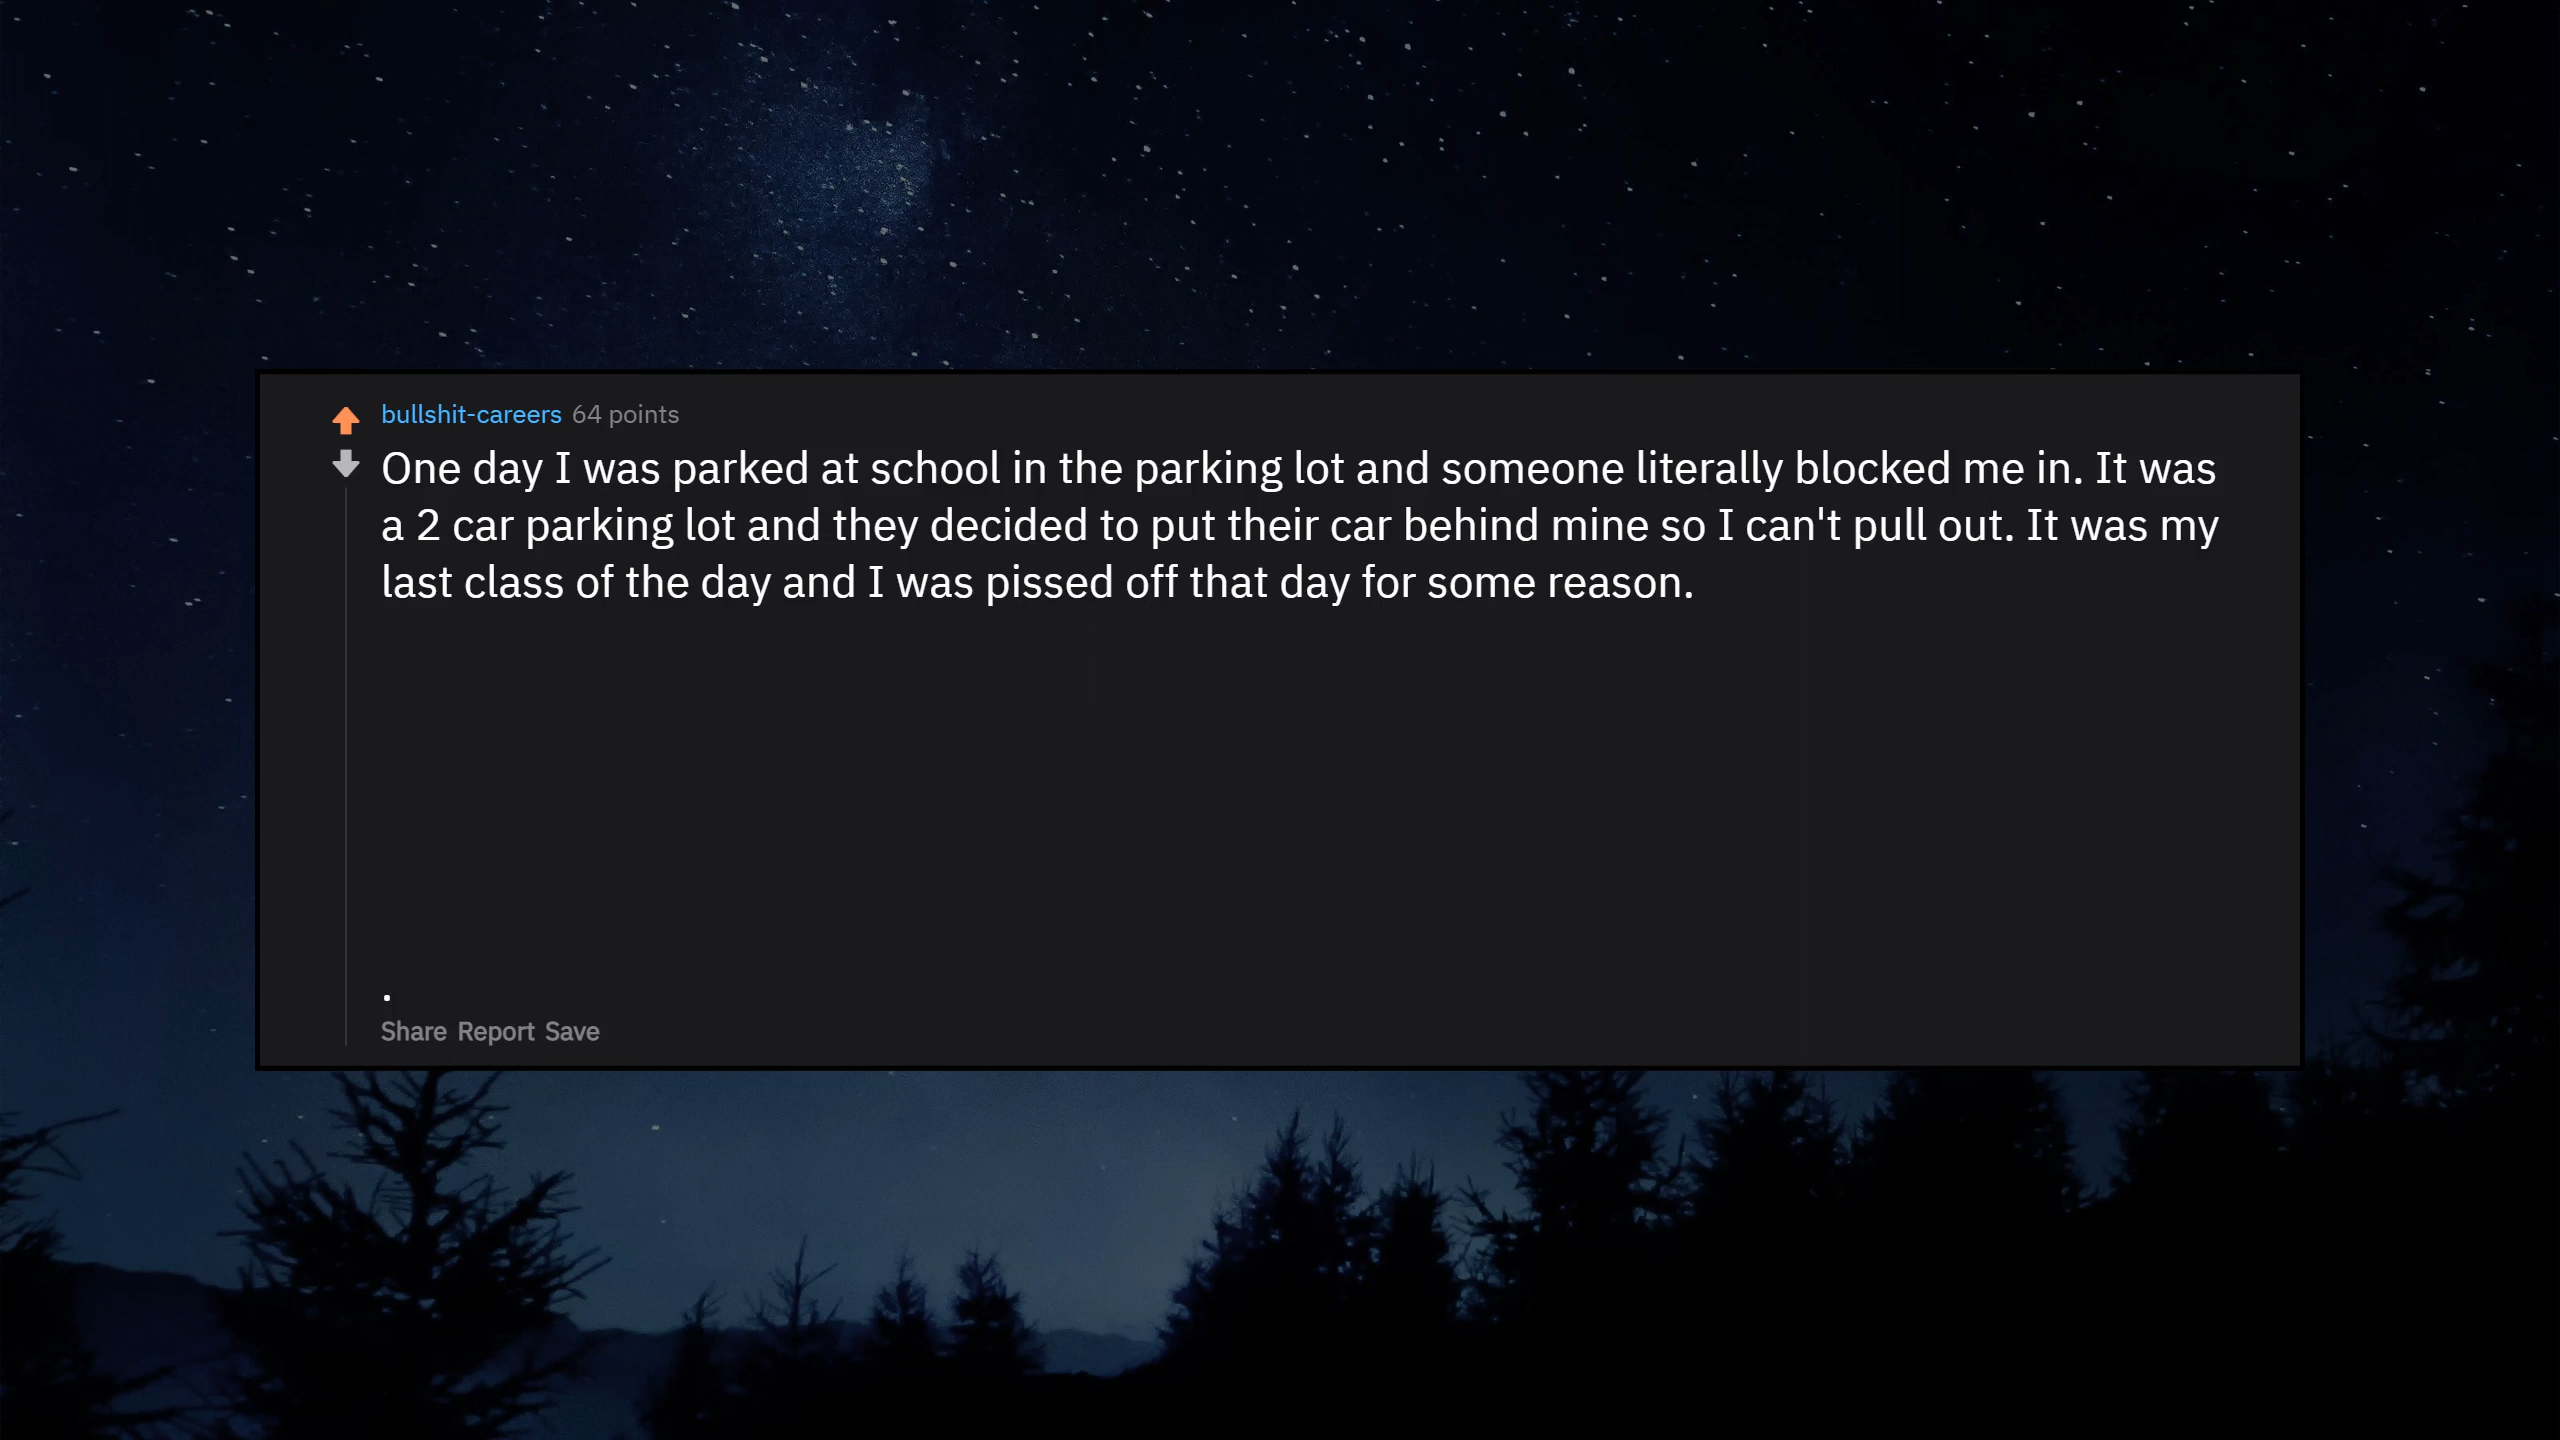 bullshit-careers 64 points
One day I was parked at school in the parking lot and someone literally blocked me in. It was
a 2 car parking lot and they decided to put their car behind mine so I can't pull out. It was my
last class of the day and I was pissed off that day for some reason.
.
Share Report Save